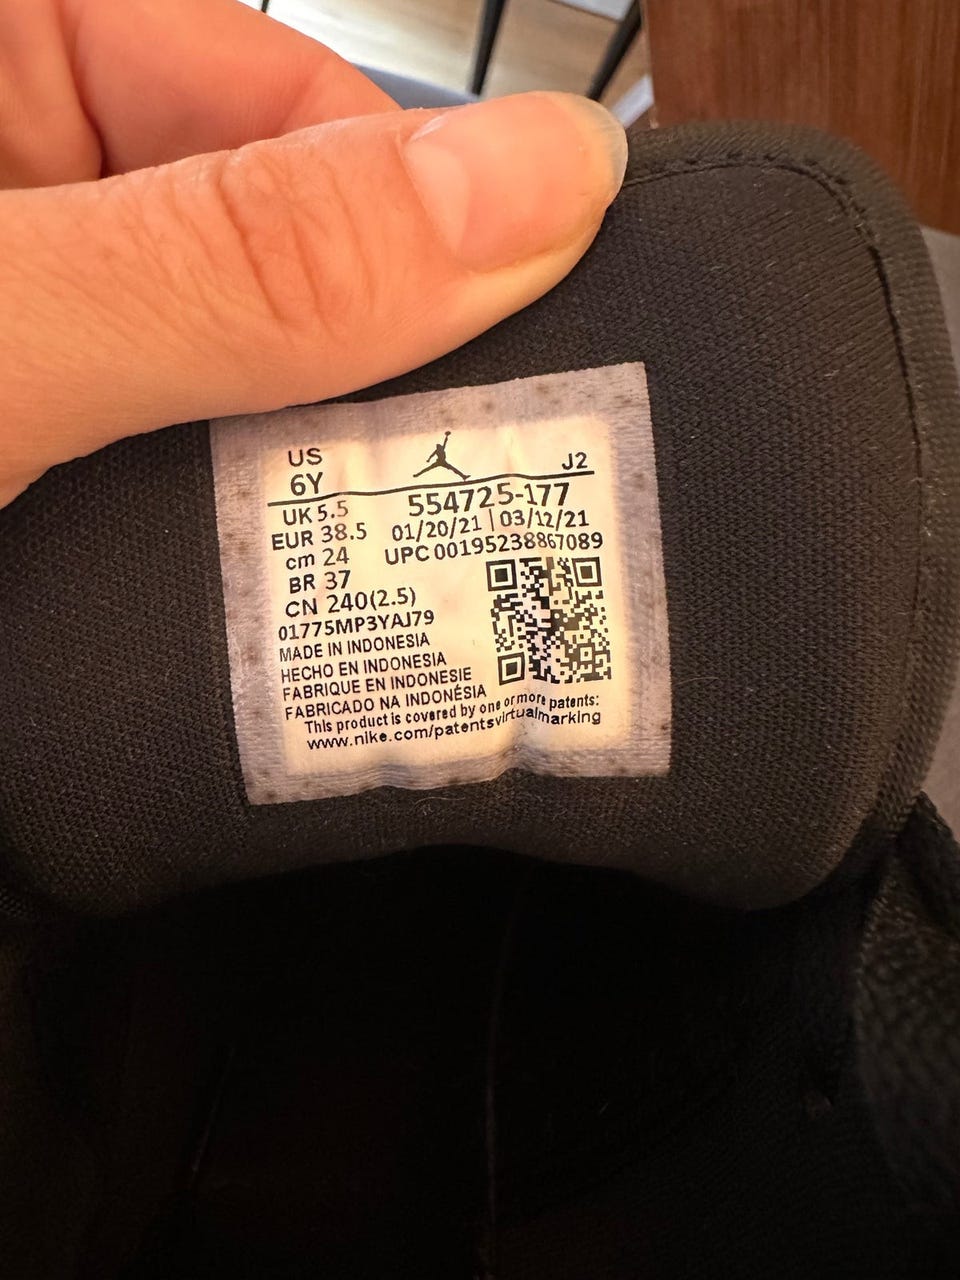 US
6Y
J2
UK 5.5
EUR 38.5
cm 24
BR 37
CN 240(2.5)
554725-177
01/20/21 | 03/12/21
UPC 00195238867089
01775MP3YAJ79
MADE IN INDONESIA
HECHO EN INDONESIA
FABRIQUE EN INDONESIE
FABRICADO NA INDONÉSIA
This product is covered by one or more patents:
www.nike.com/patentsvirtualmarking